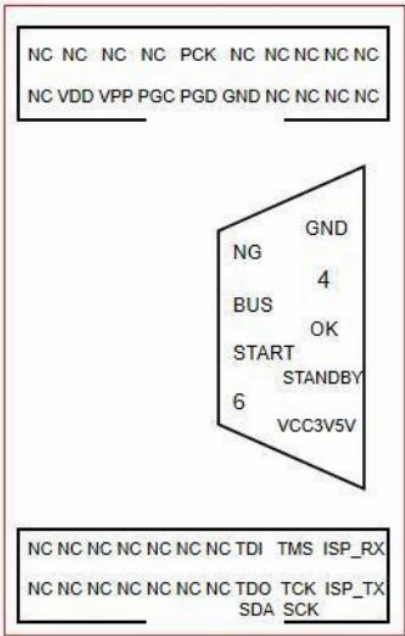 NC NC NC NC PCK NC NC NC NC NC
NC VDD VPP PGC PGD GND NC NC NC NC
GND
NG
4
BUS
OK
START
STANDBY
6
VCC3V5V
NC NC NC NC NC NC NC TDI TMS ISP_RX
NC NC NC NC NC NC NC TDO TCK ISP_TX
SDA SCK